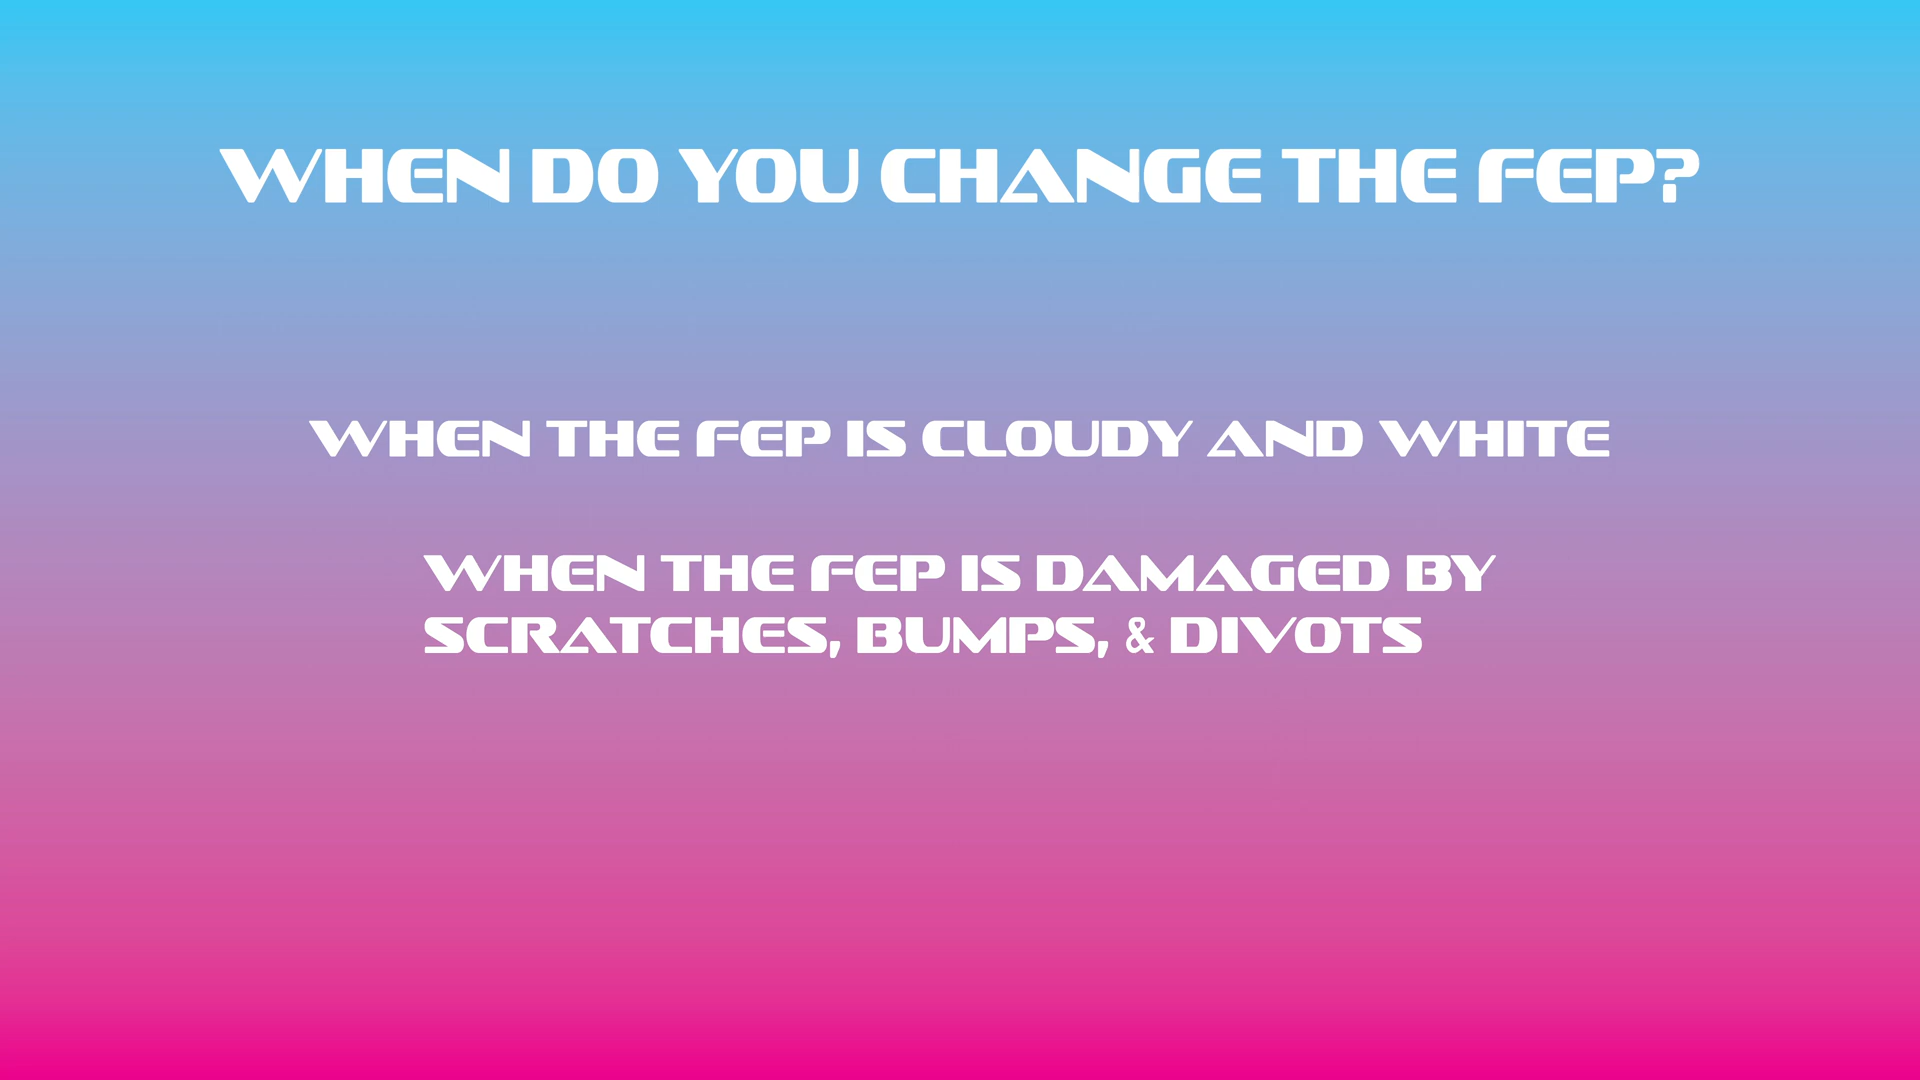 WHEN DO YOU CHANGE THE FEP?
WHEN THE FEP IS CLOUDY AND WHITE
WHEN THE FEP IS DAMAGED BY
SCRATCHES, BUMPS, & DIVOTS